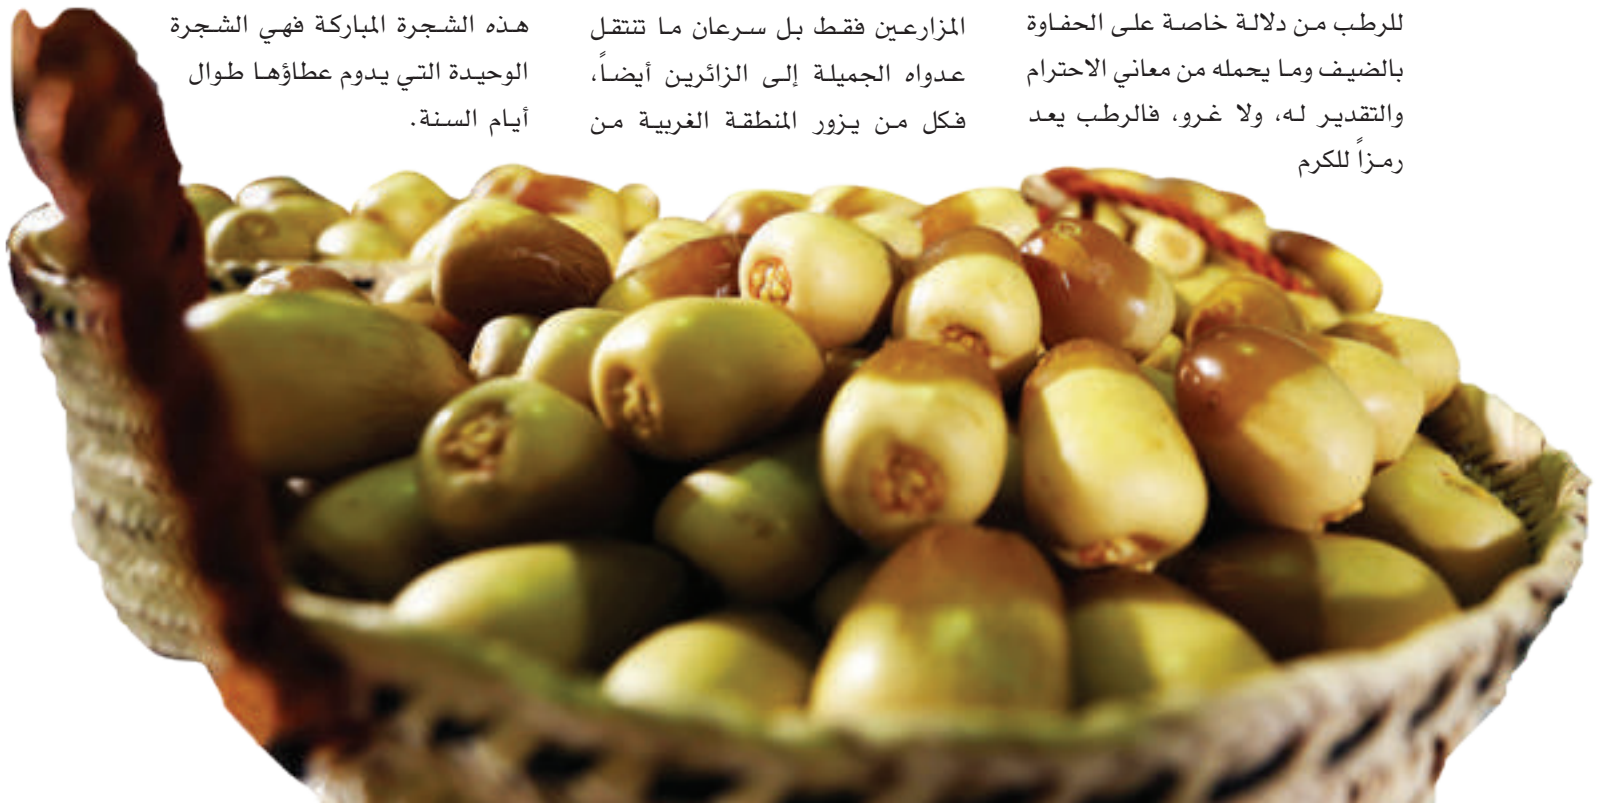 للرطب من دلالة خاصة على الحفاوة
بالضيف وما يحمله من معاني الاحترام
والتقدير له، ولا غرو، فالرطب يعد
رمزاً للكرم
المزارعين فقط بل سرعان ما تنتقل
عدواه الجميلة إلى الزائرين أيضاً،
فكل من يزور المنطقة الغربية من
هذه الشجرة المباركة فهي الشجرة
الوحيدة التي يدوم عطاؤها طوال
أيام السنة.